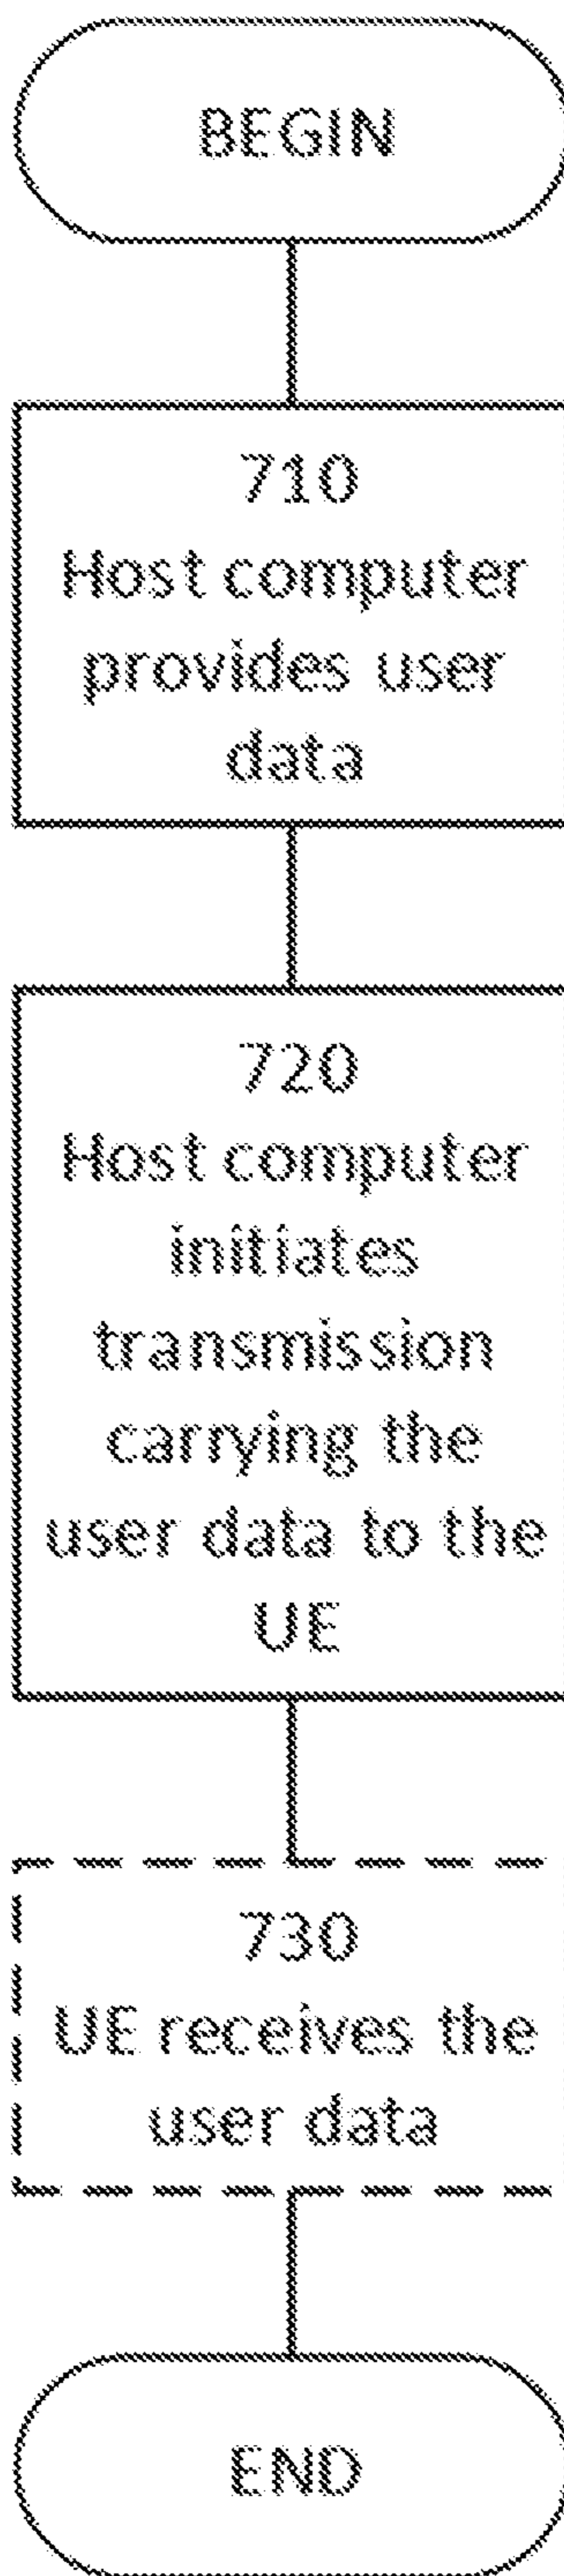 BEGIN
710
Host computer
provides user
data
720
Host computer
initiates
transmission
carrying the
user data to the
UE
730
UE receives the
user data
END